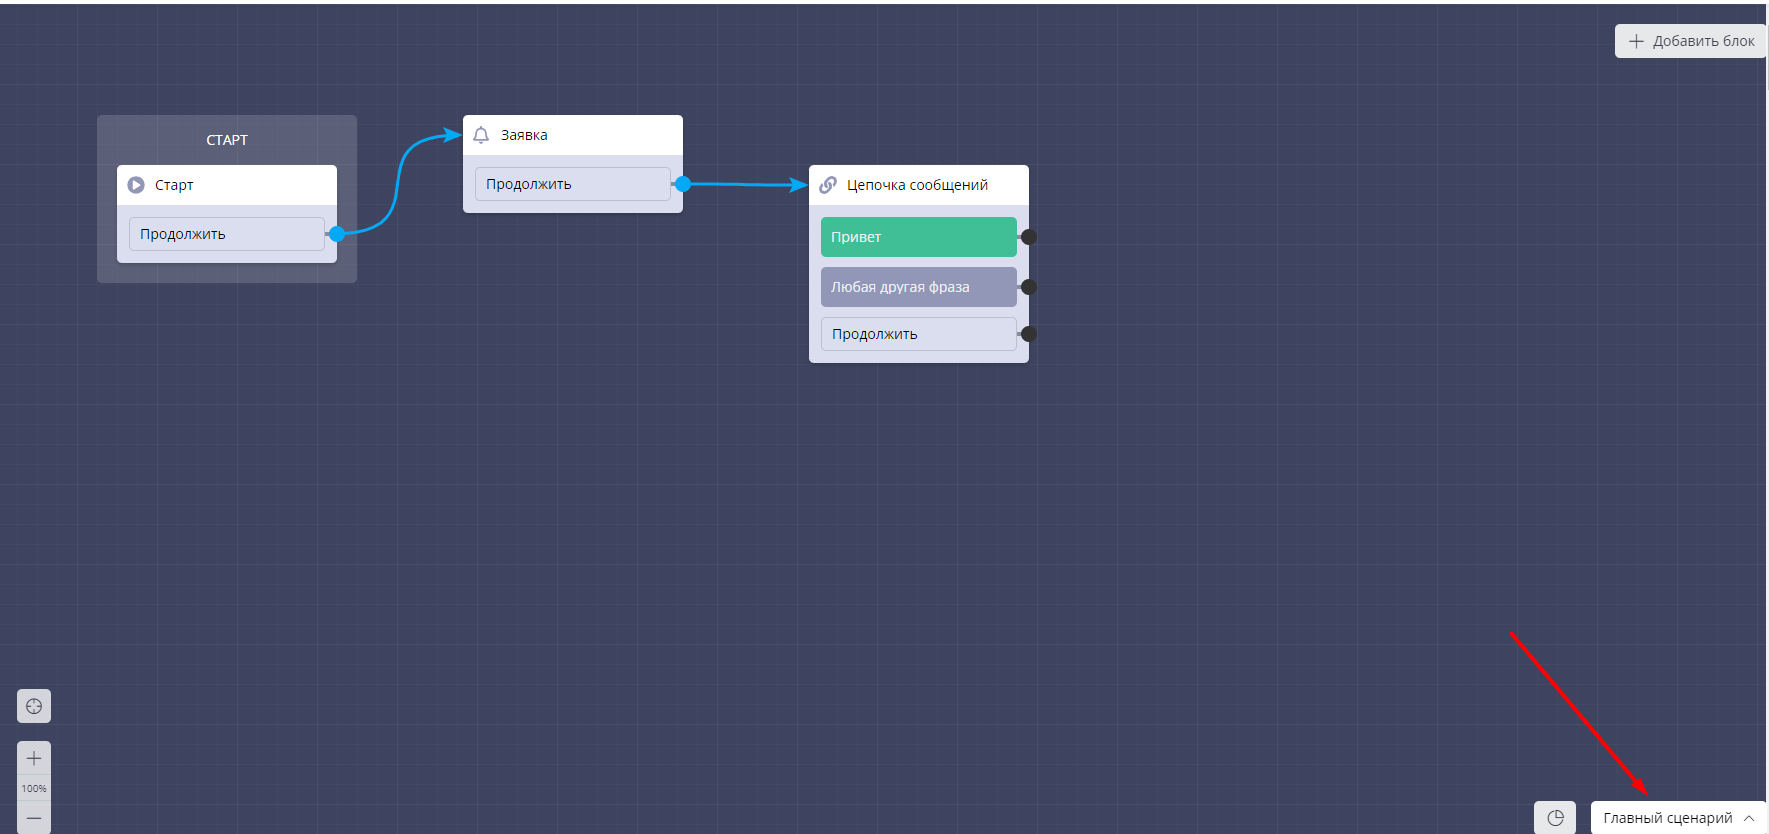 Добавить блок
СТАРТ
Старт
Продолжить
Заявка
Продолжить
Цепочка сообщений
Привет
Любая другая фраза
Продолжить
100%
Главный сценарий